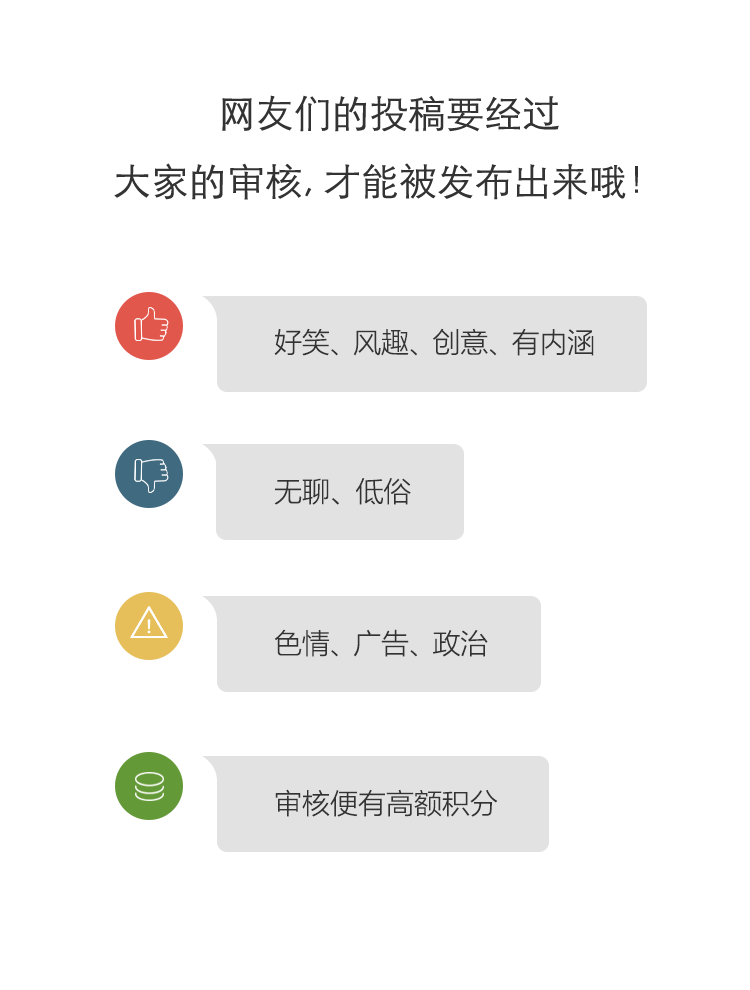 网友们的投稿要经过
大家的审核, 才能被发布出来哦!
好笑、风趣、创意、有内涵
无聊、低俗
色情、广告、政治
审核便有高额积分